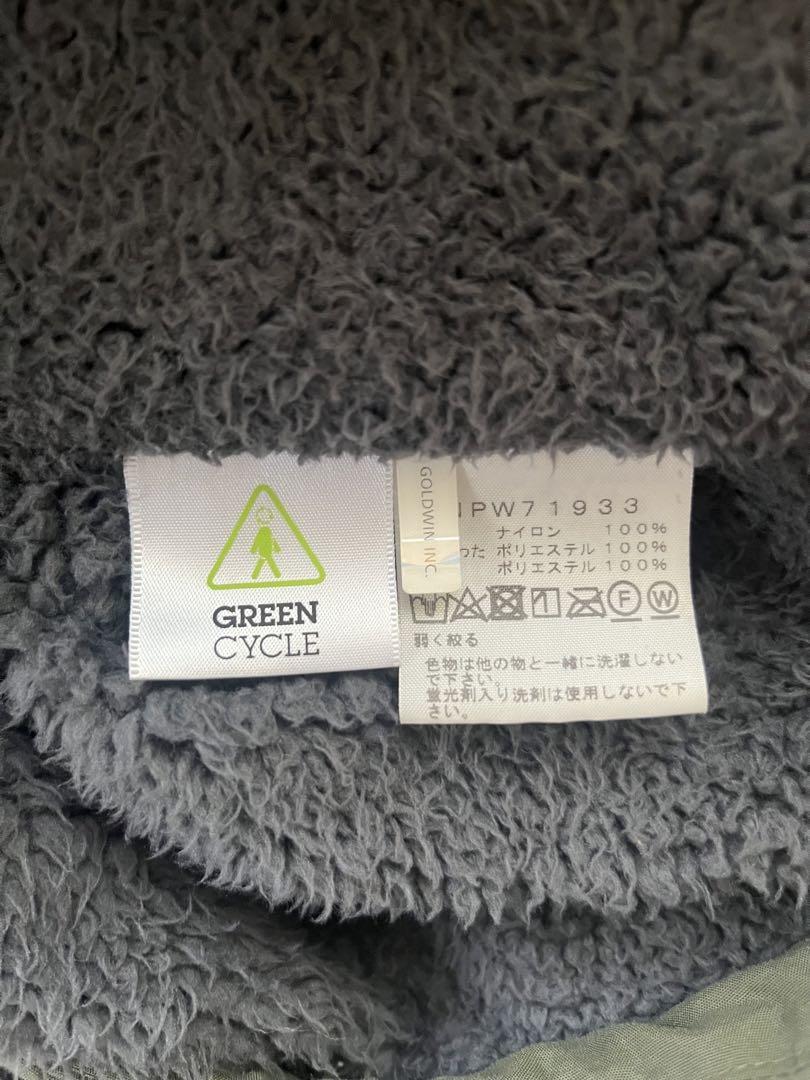 GREEN
CYCLE
GOLDWIN INC.
NPW71933
ナイロン 100%
った ポリエステル 100%
ポリエステル 100%
F W
弱く絞る
色物は他の物と一緒に洗濯しない
で下さい。
蛍光剤入り洗剤は使用しないで下
さい。